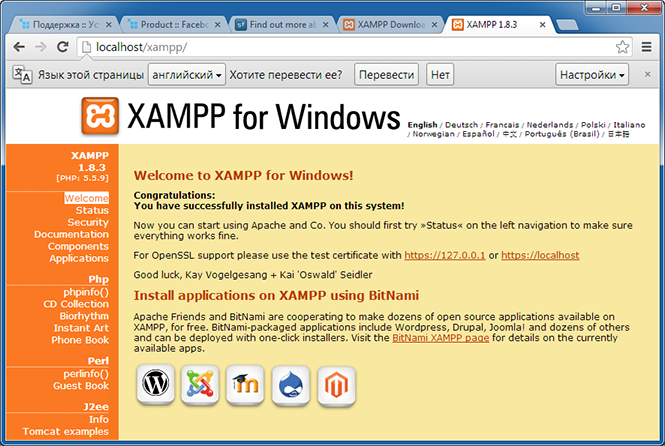 Поддержка :: Ус
Product :: Facebo
Find out more ab
XAMPP Downloa
XAMPP 1.8.3
localhost/xampp/
Язык этой страницы английский Хотите перевести ее? Перевести Нет Настройки
XAMPP for Windows
English / Deutsch / Francais / Nederlands / Polski / Italiano
/ Norwegian / Español / 中文 / Português (Brasil) / 日本語
XAMPP
1.8.3
[PHP: 5.5.9]
Welcome
Status
Security
Documentation
Components
Applications
Php
phpinfo()
CD Collection
Biorhythm
Instant Art
Phone Book
Perl
perlinfo()
Guest Book
J2ee
Info
Tomcat examples
Welcome to XAMPP for Windows!
Congratulations:
You have successfully installed XAMPP on this system!
Now you can start using Apache and Co. You should first try »Status« on the left navigation to make sure
everything works fine.
For OpenSSL support please use the test certificate with https://127.0.0.1 or https://localhost
Good luck, Kay Vogelgesang + Kai 'Oswald' Seidler
Install applications on XAMPP using BitNami
Apache Friends and BitNami are cooperating to make dozens of open source applications available on
XAMPP, for free. BitNami-packaged applications include Wordpress, Drupal, Joomla! and dozens of others
and can be deployed with one-click installers. Visit the BitNami XAMPP page for details on the currently
available apps.